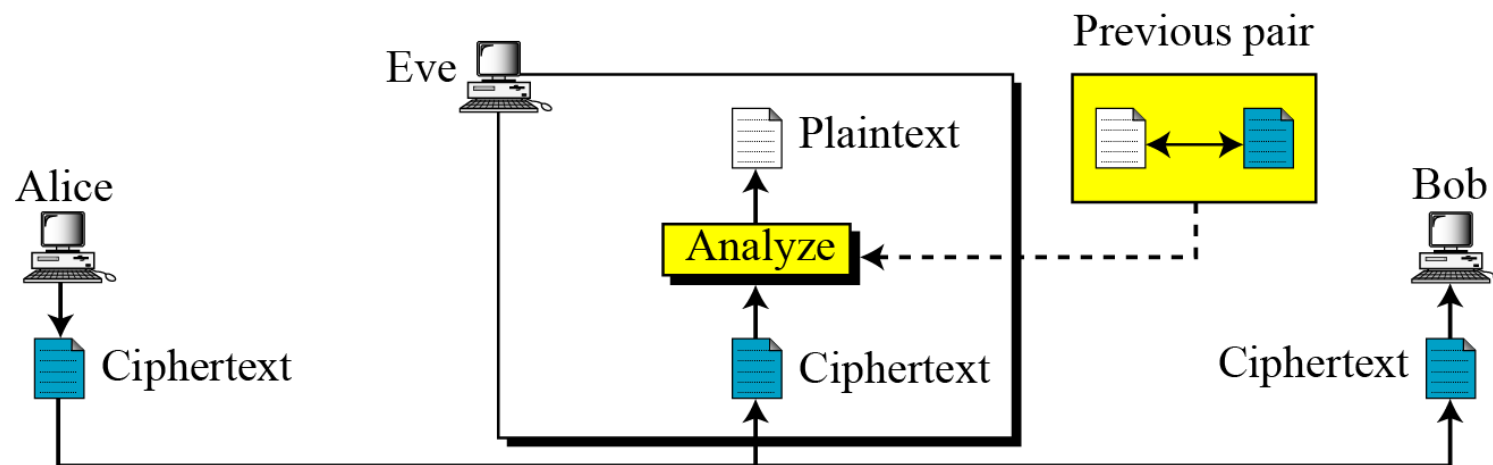 Previous pair
Eve
Plaintext
Alice
Bob
Analyze
Ciphertext
Ciphertext
Ciphertext